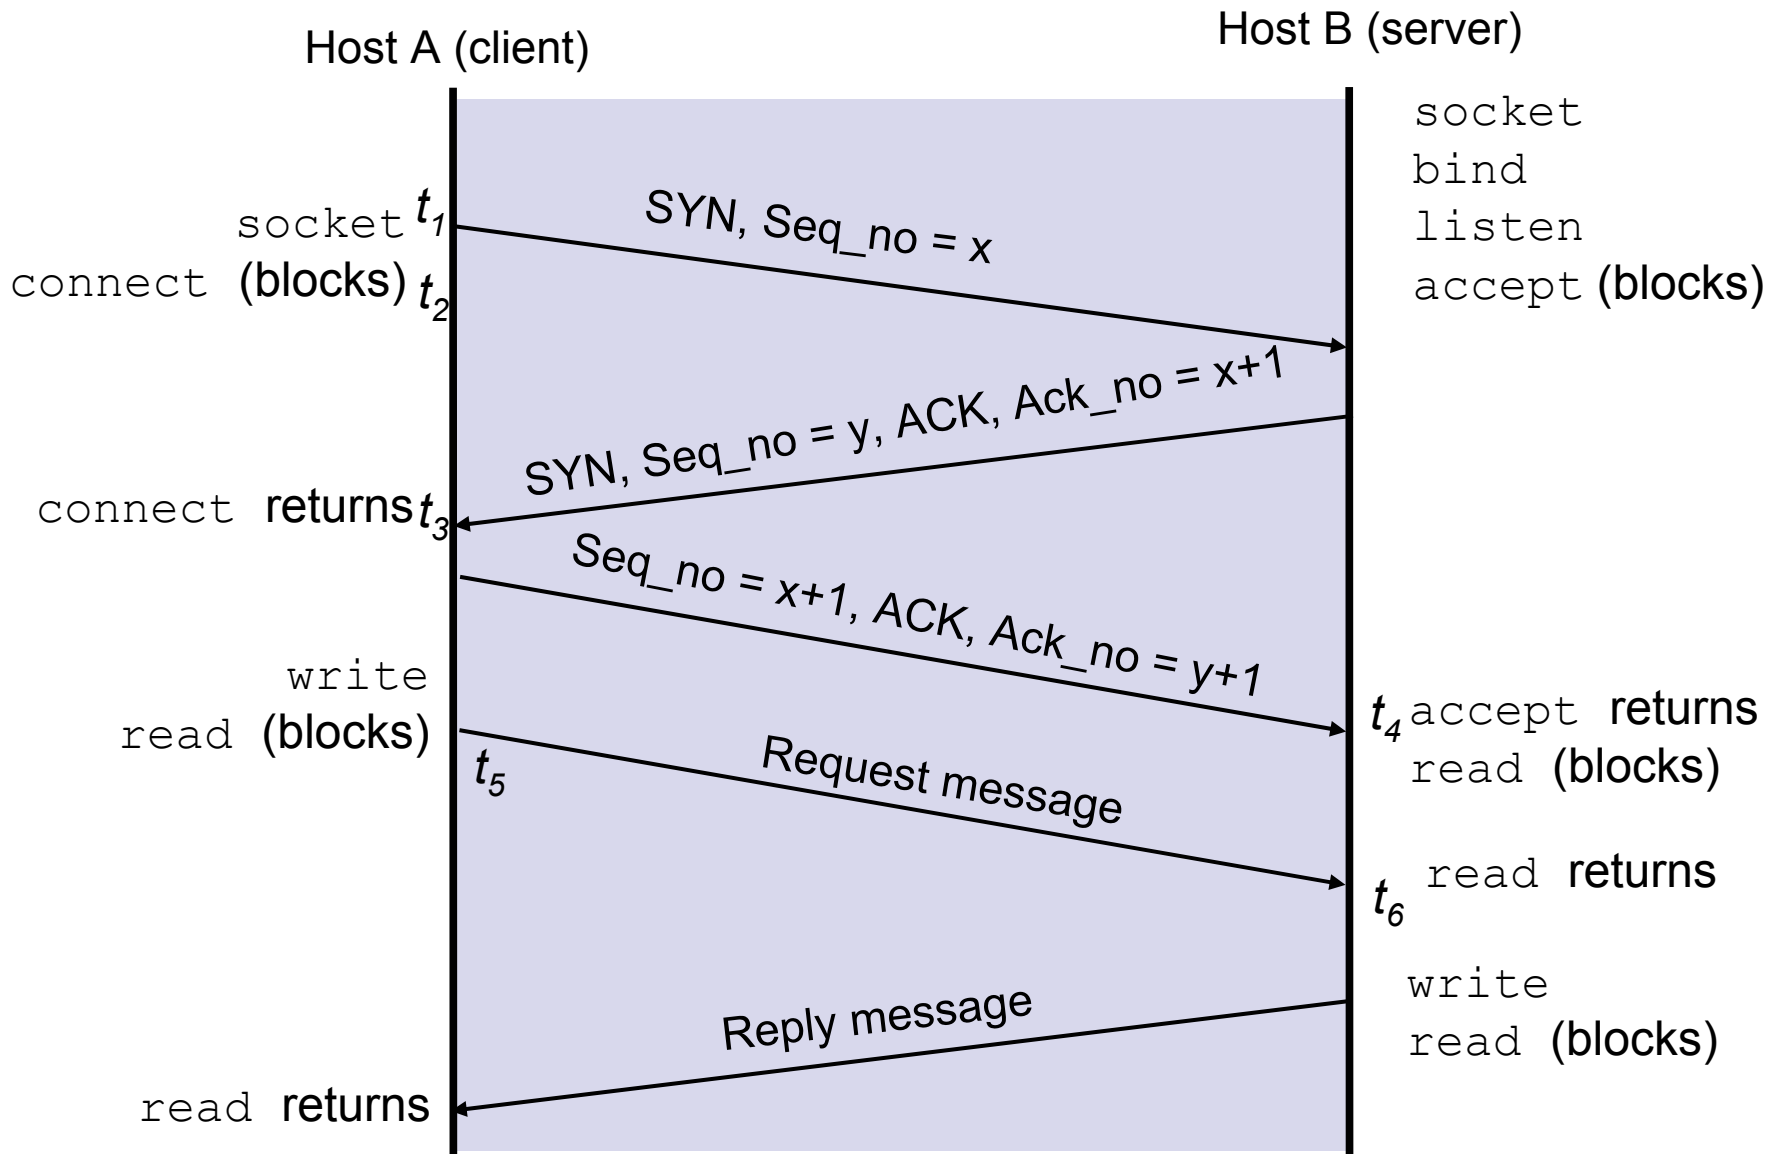 Host A (client)
Host B (server)
socket
bind
listen
accept (blocks)
socket t1
connect (blocks) t2
SYN, Seq_no = x
SYN, Seq_no = y, ACK, Ack_no = x+1
connect returns t3
Seq_no = x+1, ACK, Ack_no = y+1
write
read (blocks)
t5
t4 accept returns
read (blocks)
Request message
t6 read returns
write
read (blocks)
Reply message
read returns